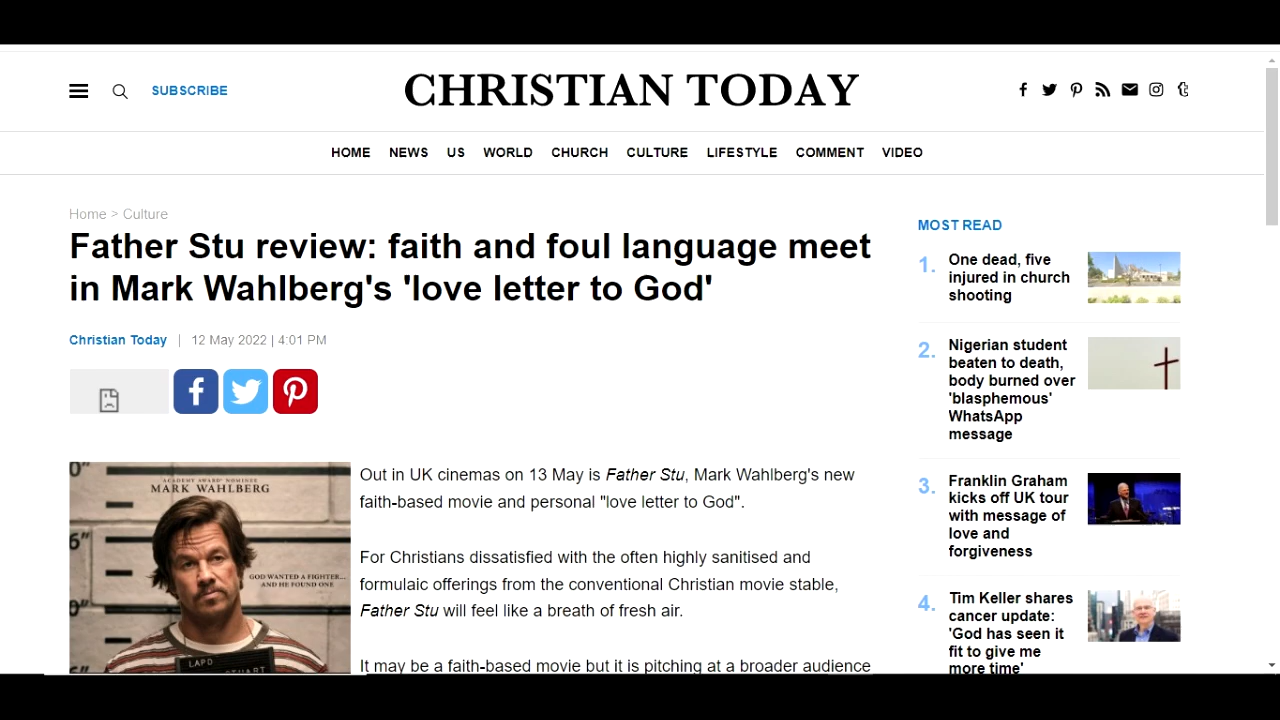 SUBSCRIBE
CHRISTIAN TODAY
HOME NEWS US WORLD CHURCH CULTURE LIFESTYLE COMMENT VIDEO
Home > Culture
Father Stu review: faith and foul language meet
in Mark Wahlberg's 'love letter to God'
Christian Today | 12 May 2022 | 4:01 PM
ACADEMY AWARD NOMINEE
MARK WAHLBERG
GOD WANTED A FIGHTER...
AND HE FOUND ONE
LAPD
Out in UK cinemas on 13 May is Father Stu, Mark Wahlberg's new
faith-based movie and personal "love letter to God".
For Christians dissatisfied with the often highly sanitised and
formulaic offerings from the conventional Christian movie stable,
Father Stu will feel like a breath of fresh air.
It may be a faith-based movie but it is pitching at a broader audience
MOST READ
1. One dead, five
injured in church
shooting
2. Nigerian student
beaten to death,
body burned over
'blasphemous'
WhatsApp
message
3. Franklin Graham
kicks off UK tour
with message of
love and
forgiveness
4. Tim Keller shares
cancer update:
'God has seen it
fit to give me
more time'